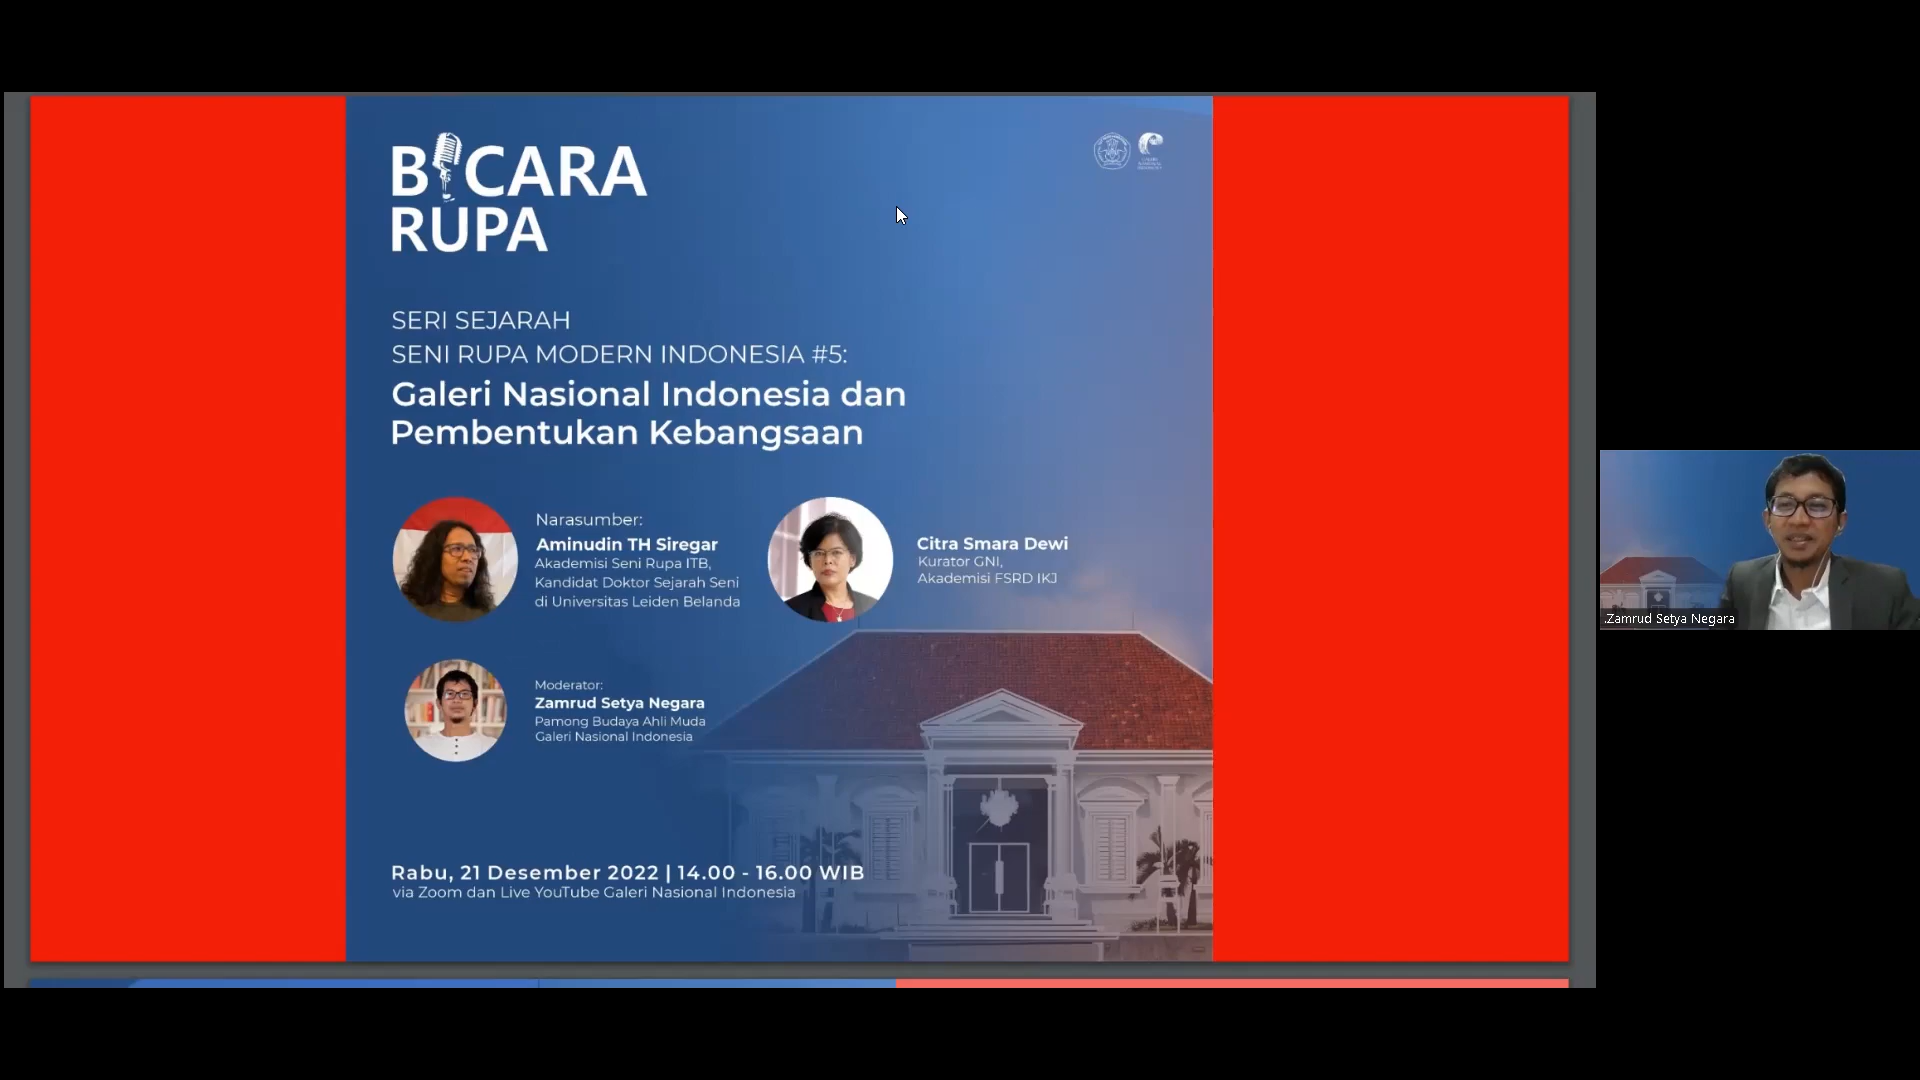 BICARA
RUPA
SERI SEJARAH
SENI RUPA MODERN INDONESIA #5:
Galeri Nasional Indonesia dan
Pembentukan Kebangsaan
Narasumber:
Aminudin TH Siregar
Akademisi Seni Rupa ITB,
Kandidat Doktor Sejarah Seni
di Universitas Leiden Belanda
Citra Smara Dewi
Kurator GNI,
Akademisi FSRD IKJ
Moderator:
Zamrud Setya Negara
Pamong Budaya Ahli Muda
Galeri Nasional Indonesia
Rabu, 21 Desember 2022 | 14.00 - 16.00 WIB
via Zoom dan Live YouTube Galeri Nasional Indonesia
.Zamrud Setya Negara